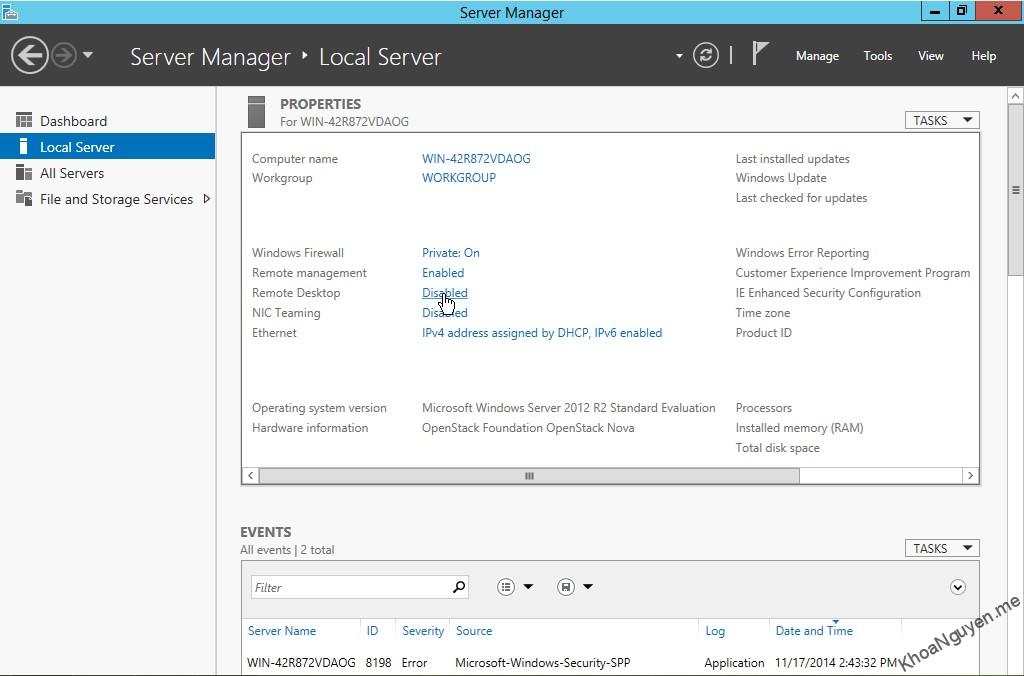 Server Manager
Server Manager ‣ Local Server
Manage Tools View Help
Dashboard
Local Server
All Servers
File and Storage Services
PROPERTIES
For WIN-42R872VDAOG
TASKS
Computer name WIN-42R872VDAOG Last installed updates
Workgroup WORKGROUP Windows Update
Last checked for updates
Windows Firewall Private: On Windows Error Reporting
Remote management Enabled Customer Experience Improvement Program
Remote Desktop Disabled IE Enhanced Security Configuration
NIC Teaming Disabled Time zone
Ethernet IPv4 address assigned by DHCP, IPv6 enabled Product ID
Operating system version Microsoft Windows Server 2012 R2 Standard Evaluation Processors
Hardware information OpenStack Foundation OpenStack Nova Installed memory (RAM)
Total disk space
EVENTS
All events | 2 total
TASKS
Filter
Server Name ID Severity Source Log Date and Time
WIN-42R872VDAOG 8198 Error Microsoft-Windows-Security-SPP Application 11/17/2014 2:43:32 PM
KhoaNguyen.me